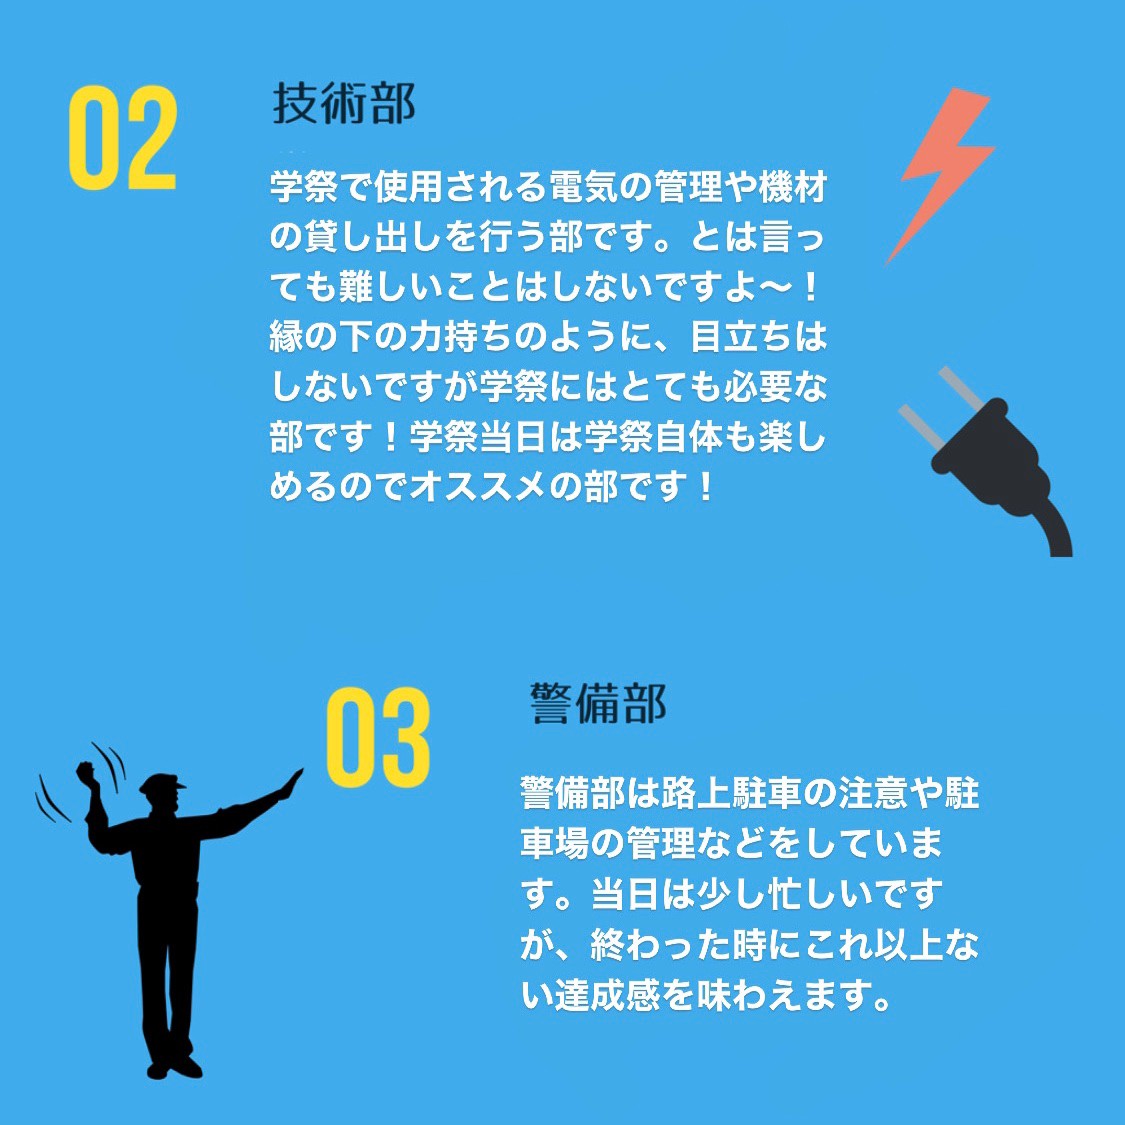 02
技術部
学祭で使用される電気の管理や機材
の貸し出しを行う部です。とは言っ
ても難しいことはしないですよ〜！
縁の下の力持ちのように、目立ちは
しないですが学祭にはとても必要な
部です！学祭当日は学祭自体も楽し
めるのでオススメの部です！
03
警備部
警備部は路上駐車の注意や駐
車場の管理などをしていま
す。当日は少し忙しいです
が、終わった時にこれ以上な
い達成感を味わえます。